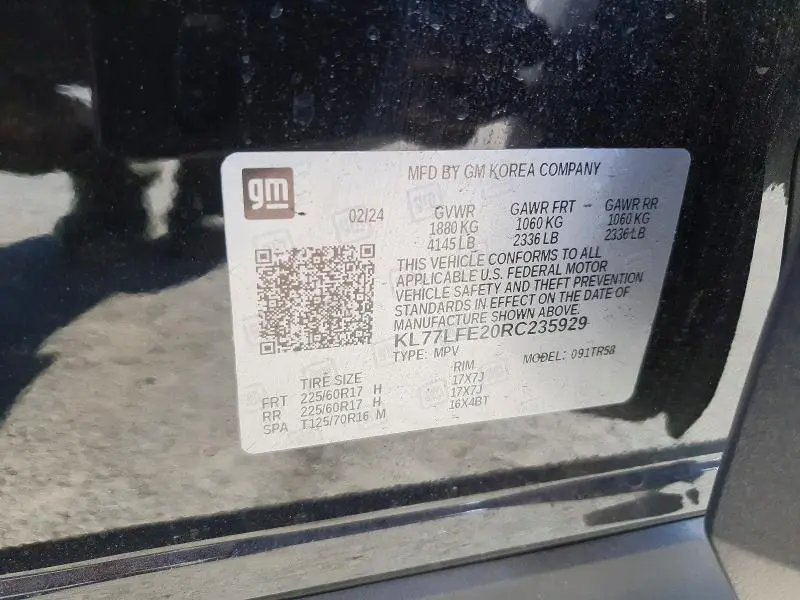 gm
MFD BY GM KOREA COMPANY
02/24 GVWR GAWR FRT GAWR RR
1880 KG 1060 KG 1060 KG
4145 LB 2336 LB 2336 LB
THIS VEHICLE CONFORMS TO ALL
APPLICABLE U.S. FEDERAL MOTOR
VEHICLE SAFETY AND THEFT PREVENTION
STANDARDS IN EFFECT ON THE DATE OF
MANUFACTURE SHOWN ABOVE.
KL77LFE20RC235929
TYPE: MPV MODEL: 091TR58
TIRE SIZE RIM
FRT 225/60R17 H 17X7J
RR 225/60R17 H 17X7J
SPA T125/70R16 M 16X4BT